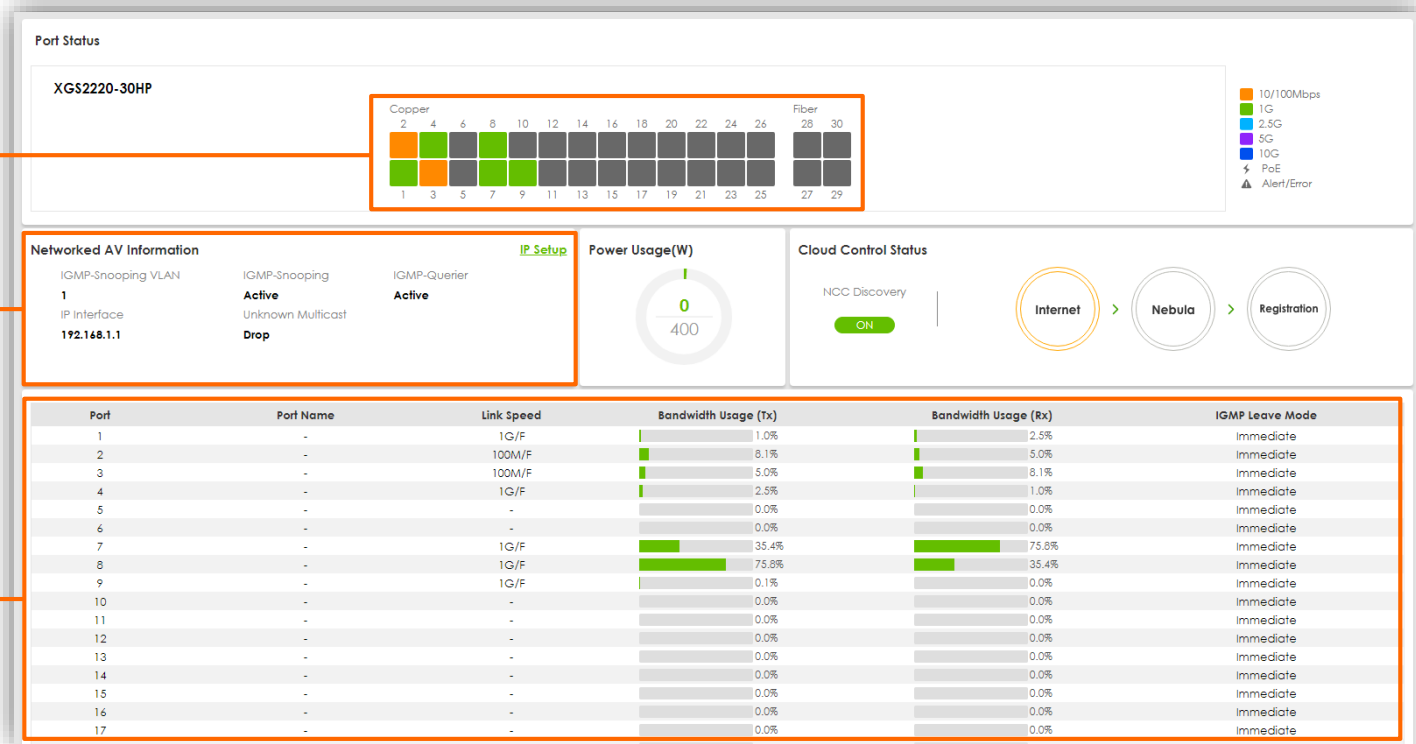 Port Status
XGS2220-30HP
Copper Fiber
2 4 6 8 10 12 14 16 18 20 22 24 26 28 30
1 3 5 7 9 11 13 15 17 19 21 23 25 27 29
10/100Mbps
1G
2.5G
5G
10G
PoE
Alert/Error
Networked AV Information IP Setup
IGMP-Snooping VLAN IGMP-Snooping IGMP-Querier
1 Active Active
IP Interface Unknown Multicast
192.168.1.1 Drop
Power Usage(W)
0
400
Cloud Control Status
NCC Discovery
ON
Internet > Nebula > Registration
Port Port Name Link Speed Bandwidth Usage (Tx) Bandwidth Usage (Rx) IGMP Leave Mode
1 - 1G/F 1.0% 2.5% Immediate
2 - 100M/F 8.1% 5.0% Immediate
3 - 100M/F 5.0% 8.1% Immediate
4 - 1G/F 2.5% 1.0% Immediate
5 - - 0.0% 0.0% Immediate
6 - - 0.0% 0.0% Immediate
7 - 1G/F 35.4% 75.8% Immediate
8 - 1G/F 75.8% 35.4% Immediate
9 - 1G/F 0.1% 0.0% Immediate
10 - - 0.0% 0.0% Immediate
11 - - 0.0% 0.0% Immediate
12 - - 0.0% 0.0% Immediate
13 - - 0.0% 0.0% Immediate
14 - - 0.0% 0.0% Immediate
15 - - 0.0% 0.0% Immediate
16 - - 0.0% 0.0% Immediate
17 - - 0.0% 0.0% Immediate